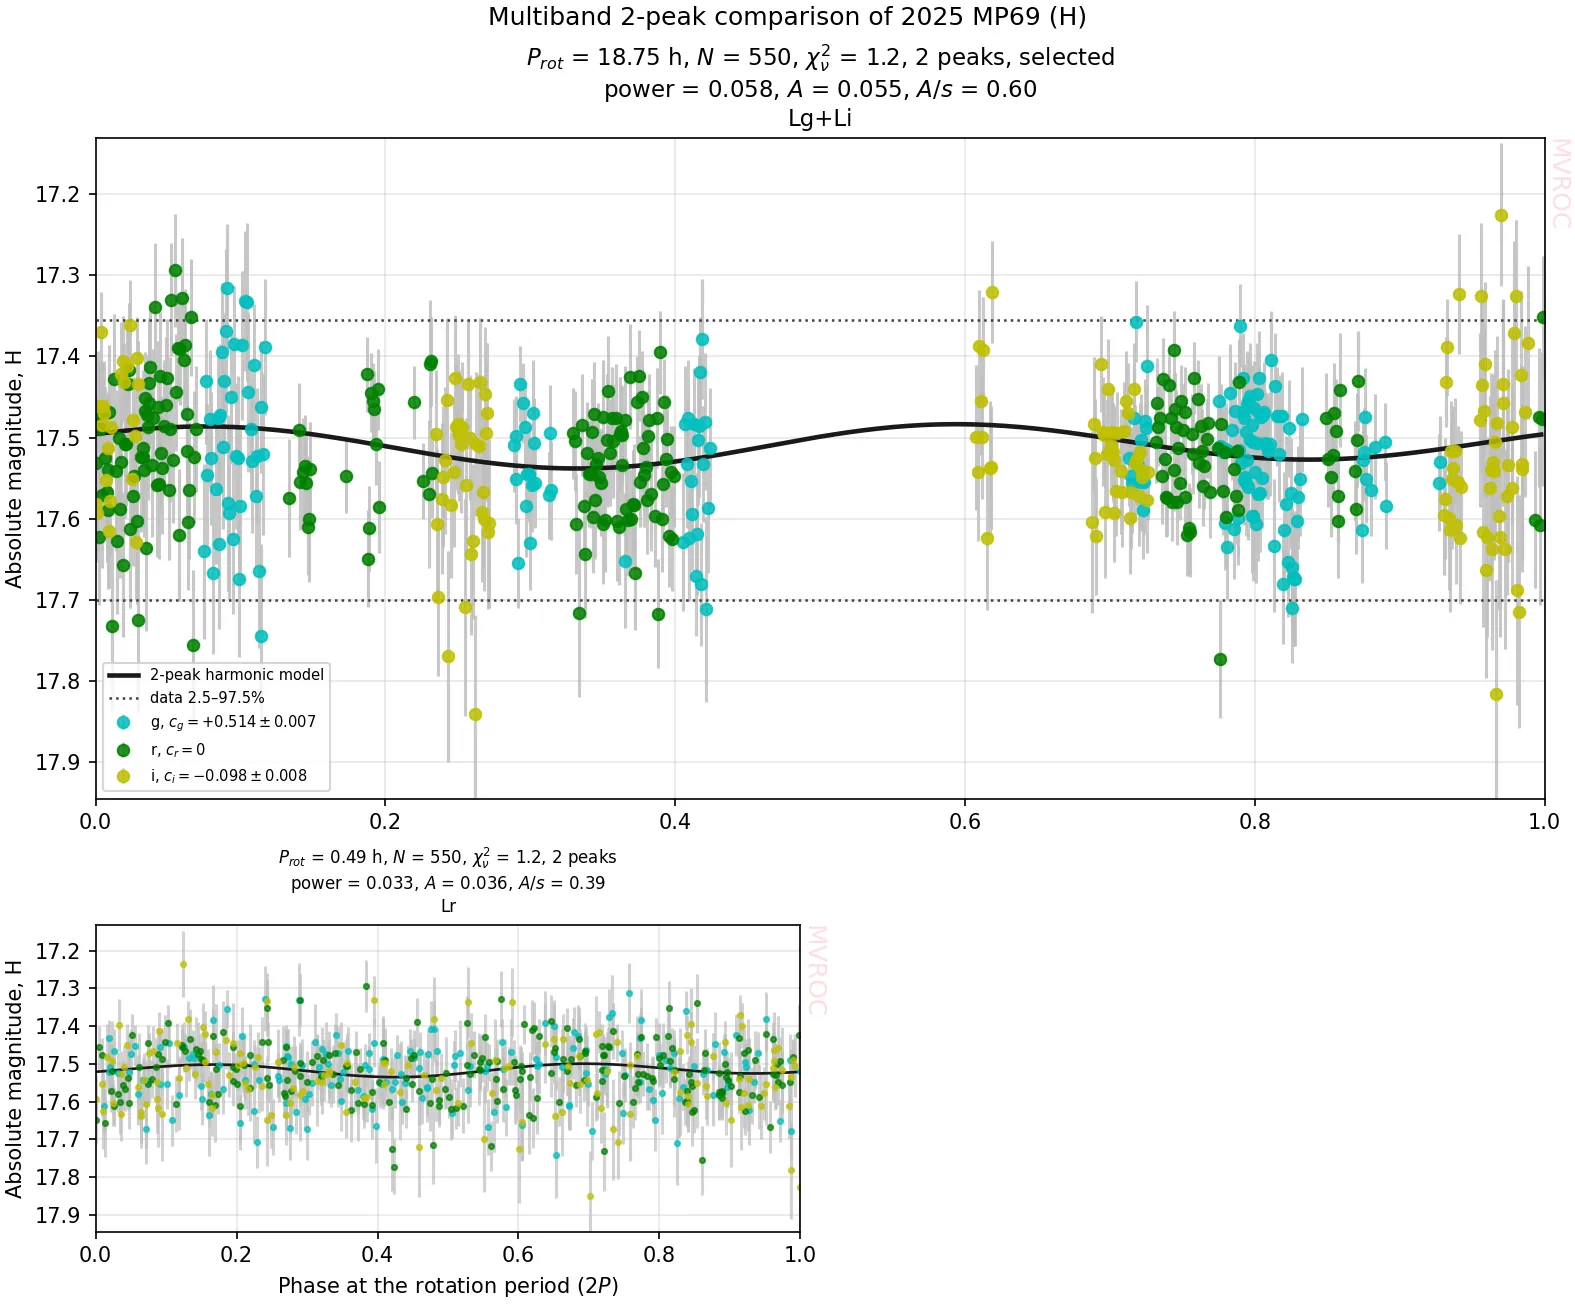 Multiband 2-peak comparison of 2025 MP69 (H)
P_rot = 18.75 h, N = 550, χ²_ν = 1.2, 2 peaks, selected
power = 0.058, A = 0.055, A/s = 0.60
Lg+Li
MVROC
Absolute magnitude, H
17.2
17.3
17.4
17.5
17.6
17.7
17.8
17.9
2-peak harmonic model
data 2.5–97.5%
g, c_g = +0.514 ± 0.007
r, c_r = 0
i, c_i = −0.098 ± 0.008
0.0 0.2 0.4 0.6 0.8 1.0
P_rot = 0.49 h, N = 550, χ²_ν = 1.2, 2 peaks
power = 0.033, A = 0.036, A/s = 0.39
Lr
MVROC
Absolute magnitude, H
17.2
17.3
17.4
17.5
17.6
17.7
17.8
17.9
0.0 0.2 0.4 0.6 0.8 1.0
Phase at the rotation period (2P)